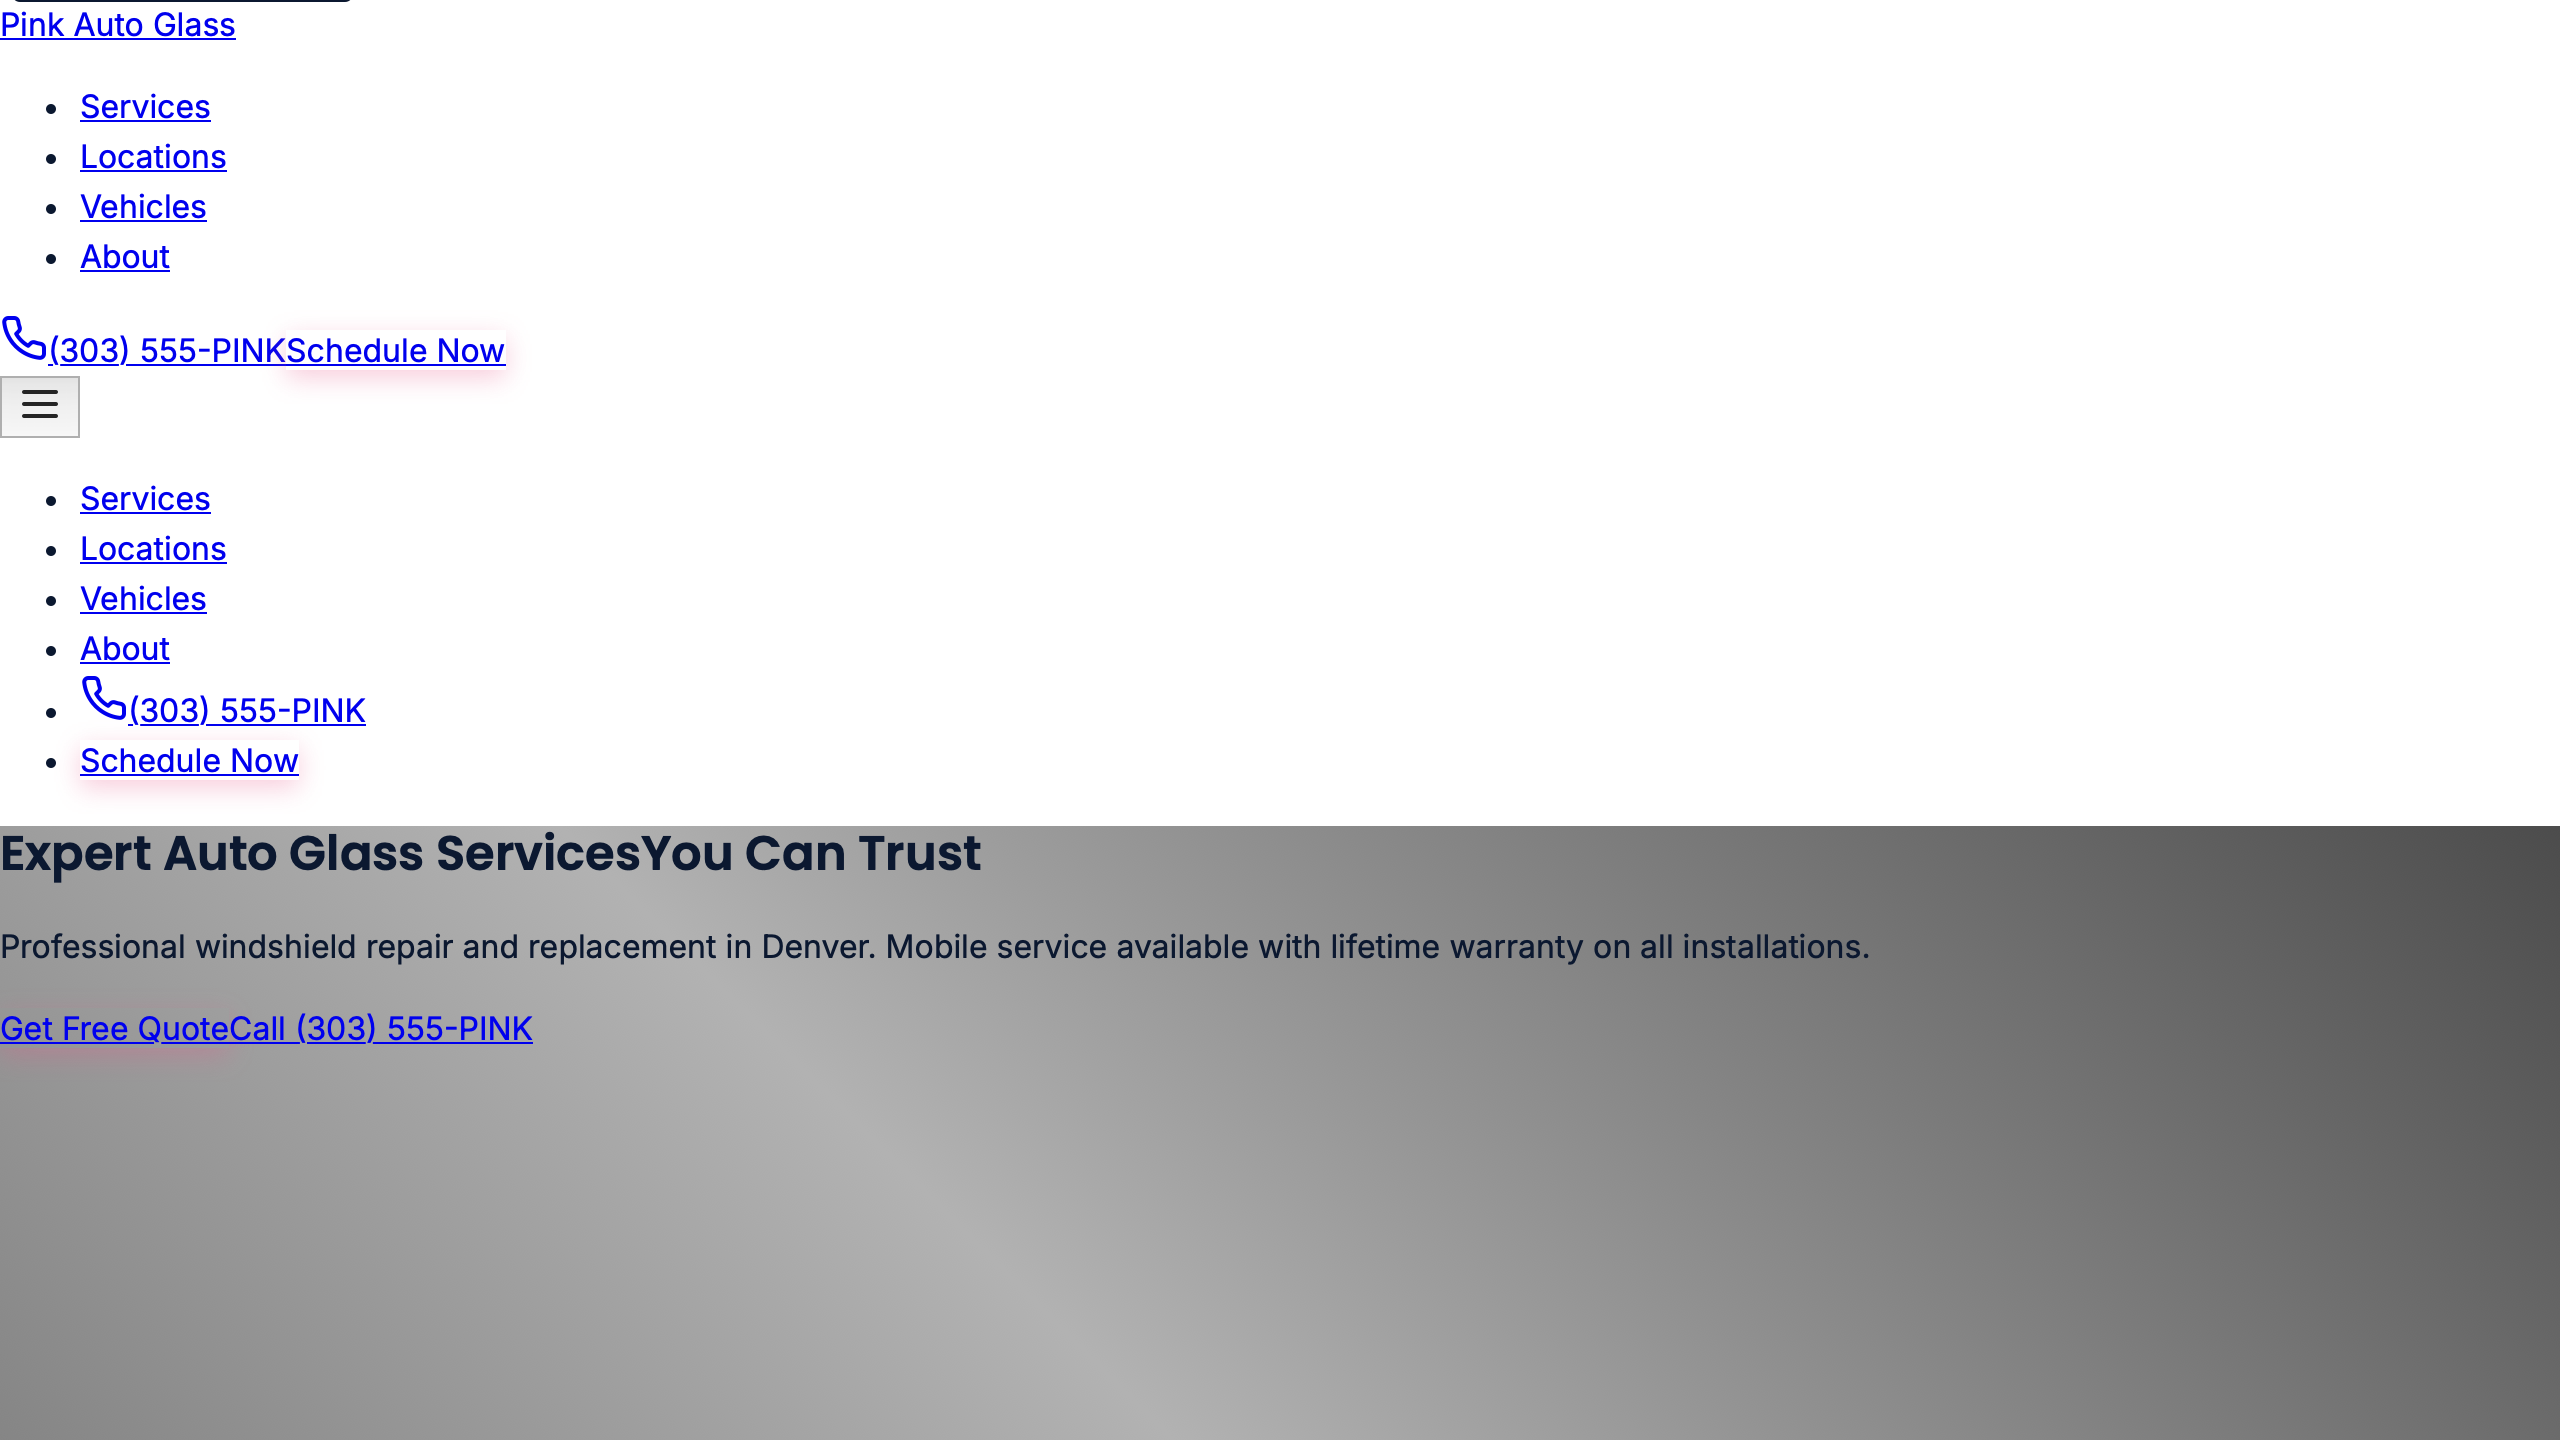 Pink Auto Glass
Services
Locations
Vehicles
About
(303) 555-PINKSchedule Now
Services
Locations
Vehicles
About
(303) 555-PINK
Schedule Now
Expert Auto Glass ServicesYou Can Trust
Professional windshield repair and replacement in Denver. Mobile service available with lifetime warranty on all installations.
Get Free QuoteCall (303) 555-PINK